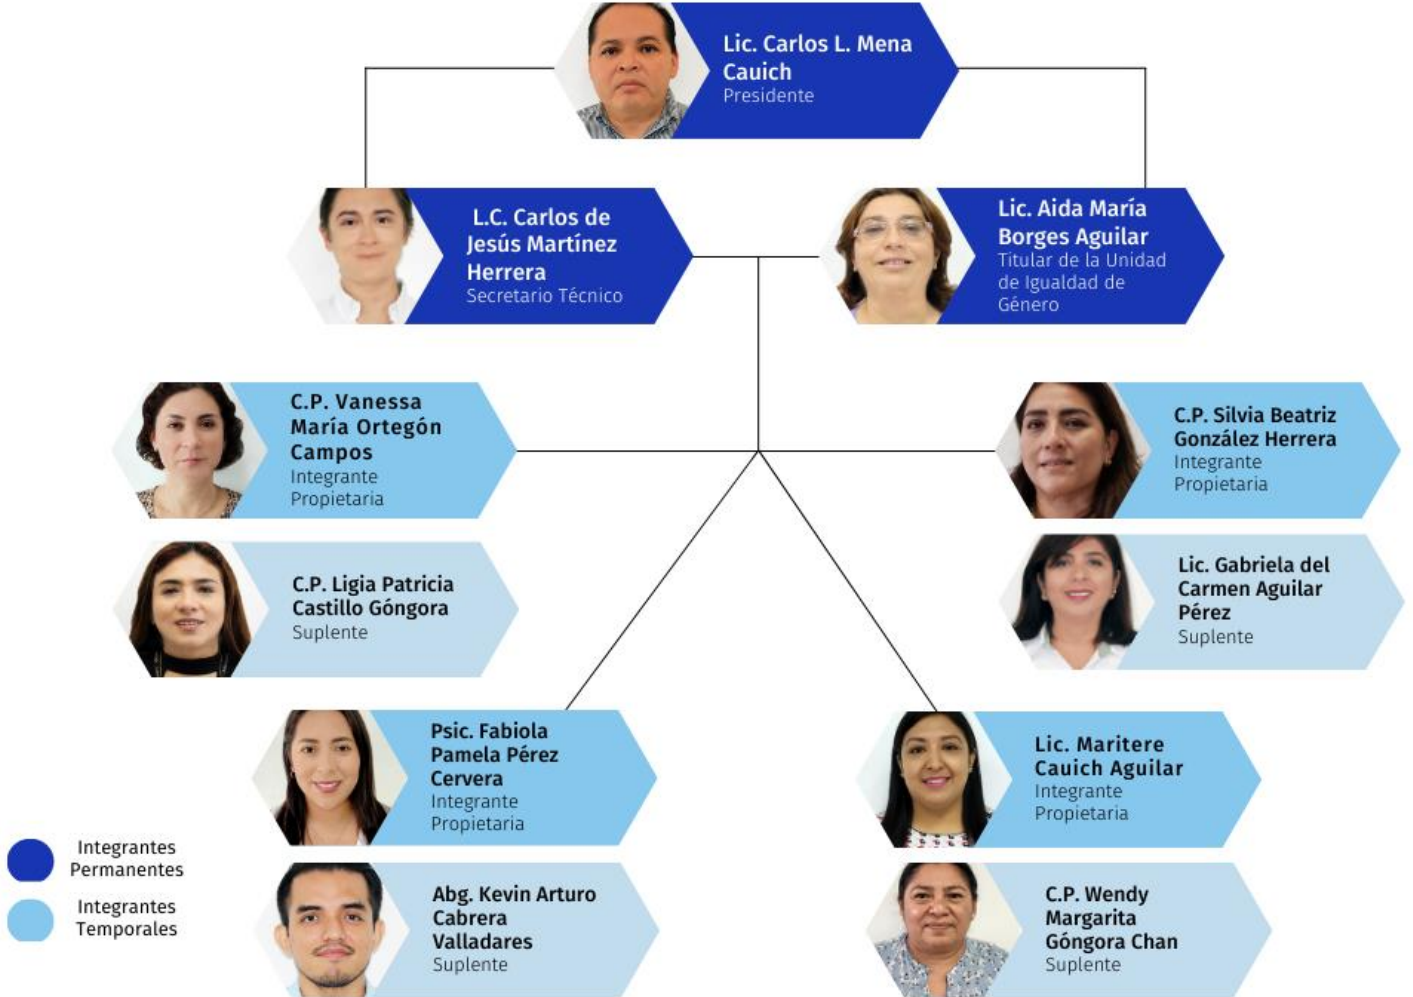 Lic. Carlos L. Mena
Cauich
Presidente
L.C. Carlos de
Jesús Martínez
Herrera
Secretario Técnico
Lic. Aida María
Borges Aguilar
Titular de la Unidad
de Igualdad de
Género
C.P. Vanessa
María Ortegón
Campos
Integrante
Propietaria
C.P. Silvia Beatriz
González Herrera
Integrante
Propietaria
C.P. Ligia Patricia
Castillo Góngora
Suplente
Lic. Gabriela del
Carmen Aguilar
Pérez
Suplente
Psic. Fabiola
Pamela Pérez
Cervera
Integrante
Propietaria
Lic. Maritere
Cauich Aguilar
Integrante
Propietaria
Abg. Kevin Arturo
Cabrera
Valladares
Suplente
C.P. Wendy
Margarita
Góngora Chan
Suplente
Integrantes
Permanentes
Integrantes
Temporales